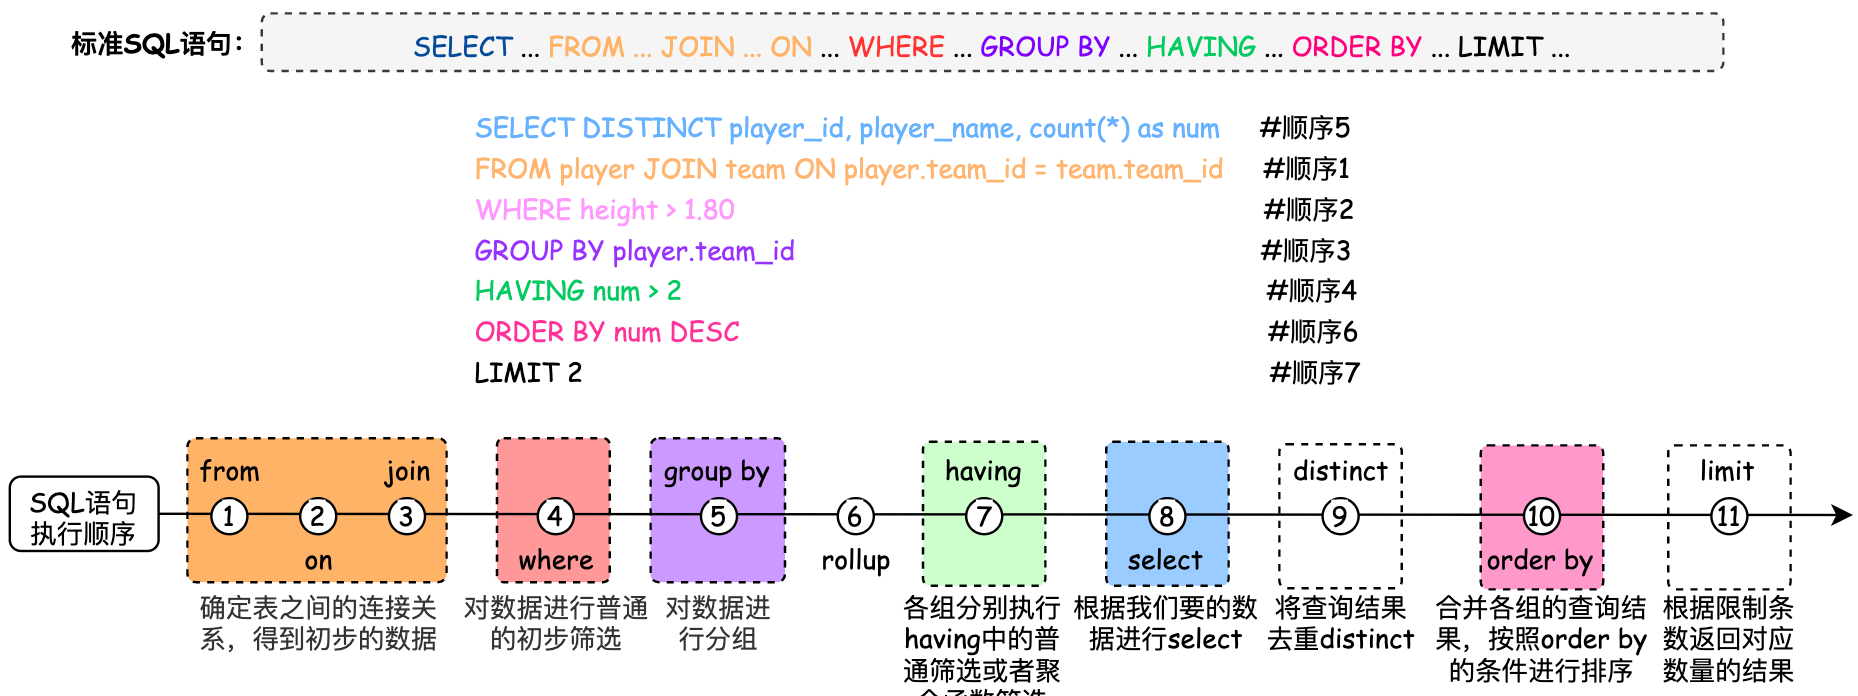 标准SQL语句：
SELECT ... FROM ... JOIN ... ON ... WHERE ... GROUP BY ... HAVING ... ORDER BY ... LIMIT ...
SELECT DISTINCT player_id, player_name, count(*) as num #顺序5
FROM player JOIN team ON player.team_id = team.team_id #顺序1
WHERE height > 1.80 #顺序2
GROUP BY player.team_id #顺序3
HAVING num > 2 #顺序4
ORDER BY num DESC #顺序6
LIMIT 2 #顺序7
SQL语句
执行顺序
from
join
1
2
3
on
确定表之间的连接关
系，得到初步的数据
4
where
对数据进行普通
的初步筛选
group by
5
对数据进
行分组
6
rollup
having
7
各组分别执行
having中的普
通筛选或者聚
合函数筛选
8
select
根据我们要的数
据进行select
distinct
9
将查询结果
去重distinct
10
order by
合并各组的查询结
果，按照order by
的条件进行排序
limit
11
根据限制条
数返回对应
数量的结果